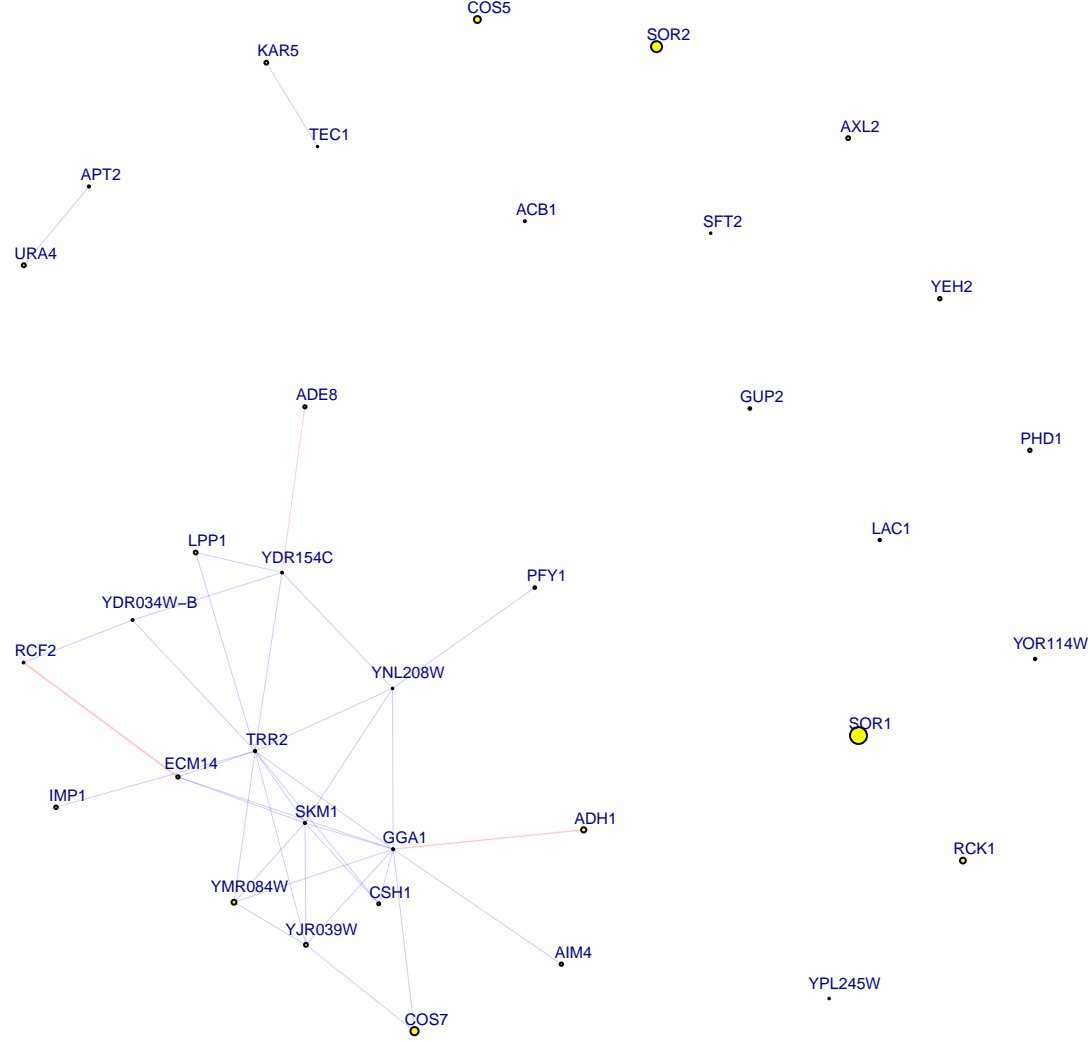 COS5
SOR2
KAR5
AXL2
TEC1
APT2
ACB1
SFT2
URA4
YEH2
ADE8
GUP2
PHD1
LAC1
LPP1
YDR154C
PFY1
YDR034W−B
YOR114W
RCF2
YNL208W
SOR1
TRR2
ECM14
IMP1
SKM1
ADH1
GGA1
RCK1
YMR084W
CSH1
YJR039W
AIM4
YPL245W
COS7